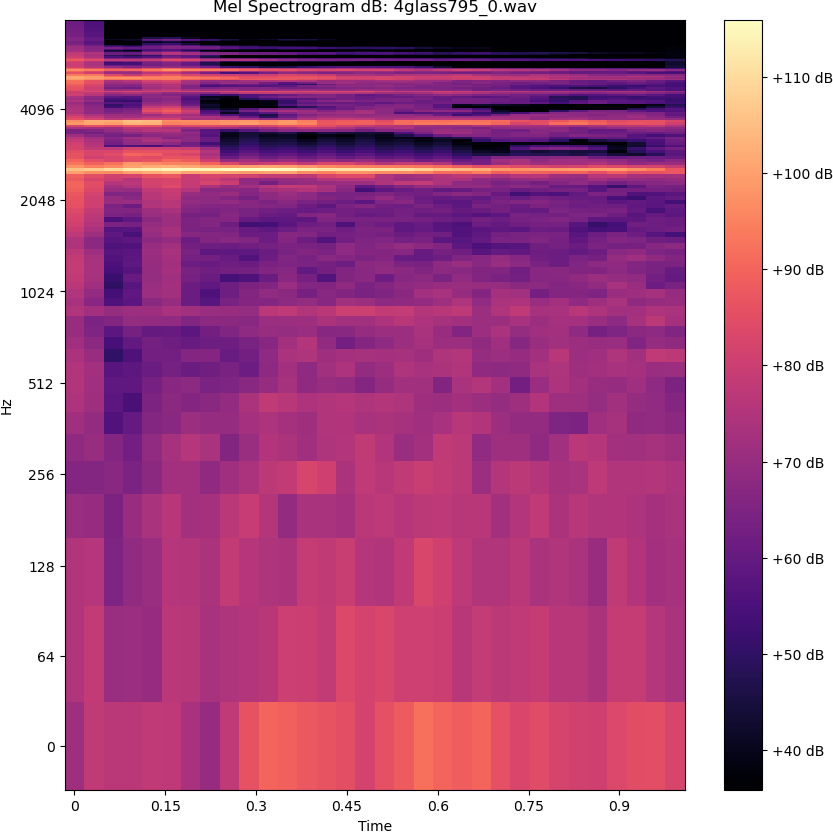 Mel Spectrogram dB: 4glass795_0.wav
Hz
4096
2048
1024
512
256
128
64
0
0
0.15
0.3
0.45
0.6
0.75
0.9
Time
+110 dB
+100 dB
+90 dB
+80 dB
+70 dB
+60 dB
+50 dB
+40 dB